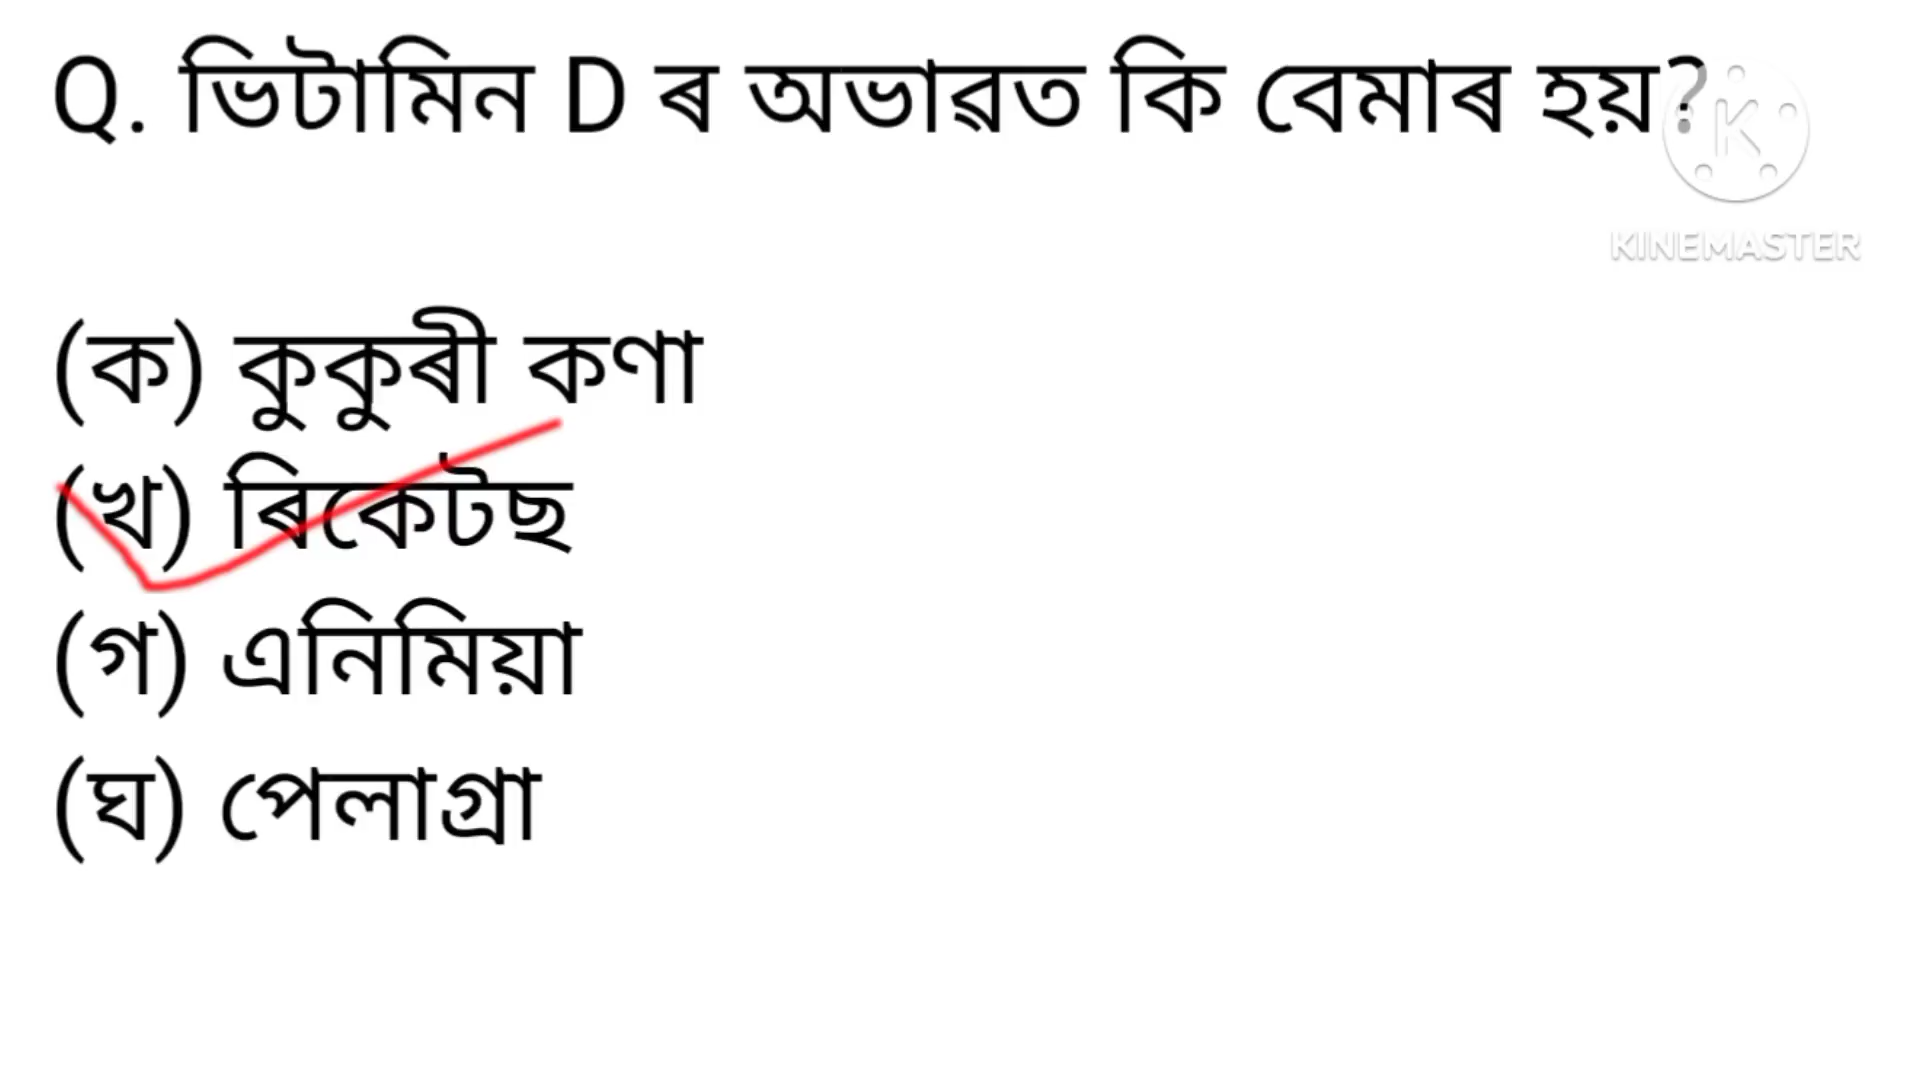 Q. ভিটামিন D ৰ অভাৱত কি বেমাৰ হয়?
KINEMASTER
(ক) কুকুৰী কণা
(খ) ৰিকেটছ
(গ) এনিমিয়া
(ঘ) পেলাগ্ৰা